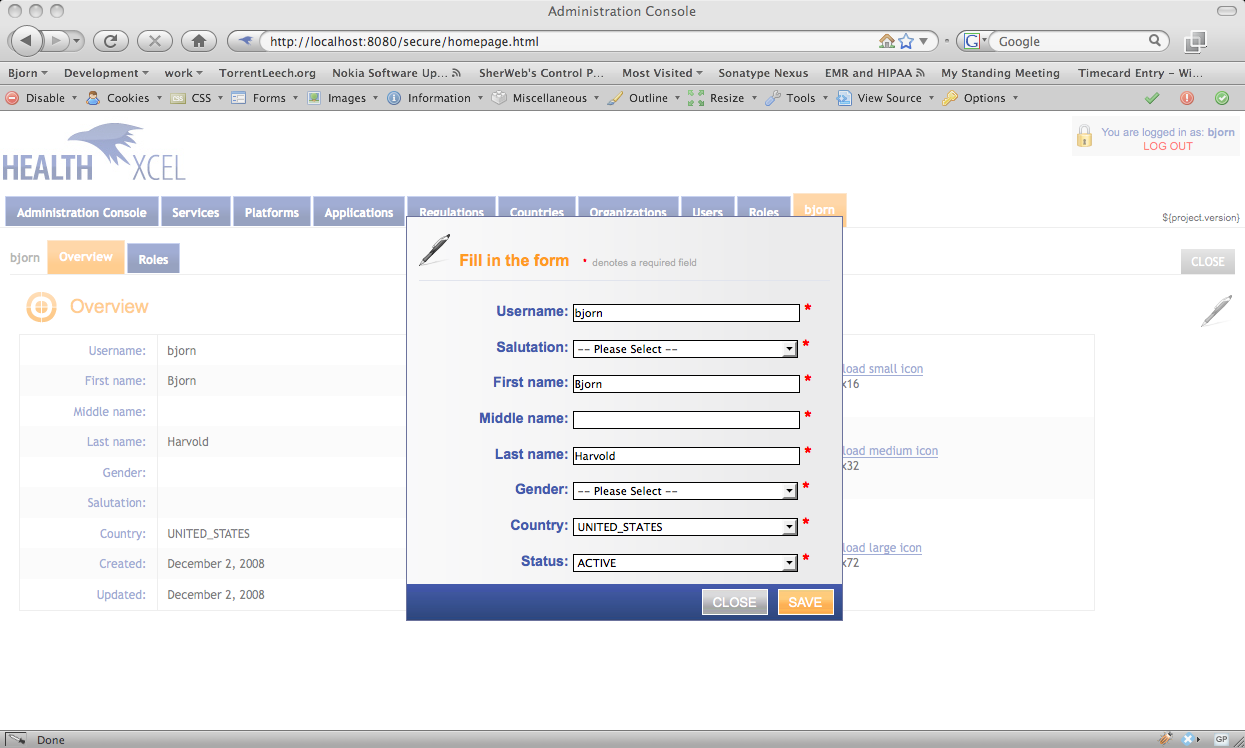 Administration Console
http://localhost:8080/secure/homepage.html
Google
Bjorn Development work TorrentLeech.org Nokia Software Up... SherWeb's Control P... Most Visited Sonatype Nexus EMR and HIPAA My Standing Meeting Timecard Entry – Wi...
Disable Cookies CSS CSS Forms Images Information Miscellaneous Outline Resize Tools View Source Options
HEALTH XCEL
You are logged in as: bjorn
LOG OUT
Administration Console Services Platforms Applications Regulations Countries Organizations Users Roles bjorn
${project.version}
bjorn Overview Roles
CLOSE
Overview
Username: bjorn
First name: Bjorn
Middle name:
Last name: Harvold
Gender:
Salutation:
Country: UNITED_STATES
Created: December 2, 2008
Updated: December 2, 2008
load small icon
x16
load medium icon
x32
load large icon
x72
Fill in the form * denotes a required field
Username: bjorn *
Salutation: -- Please Select -- *
First name: Bjorn *
Middle name: *
Last name: Harvold *
Gender: -- Please Select -- *
Country: UNITED_STATES *
Status: ACTIVE *
CLOSE SAVE
Done
GP